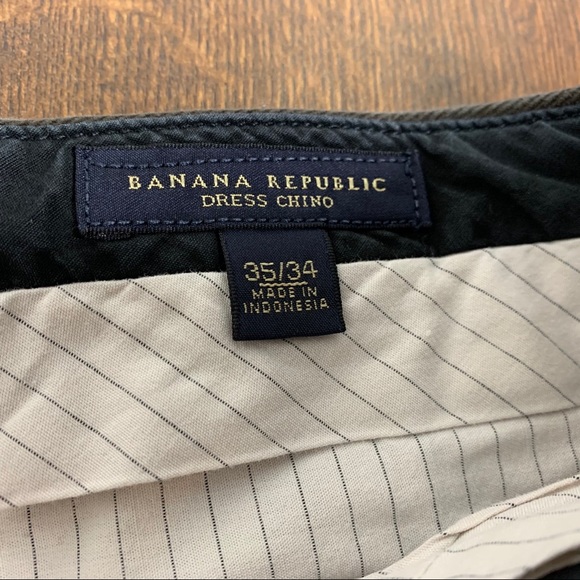 BANANA REPUBLIC
DRESS CHINO
35/34
MADE IN
INDONESIA